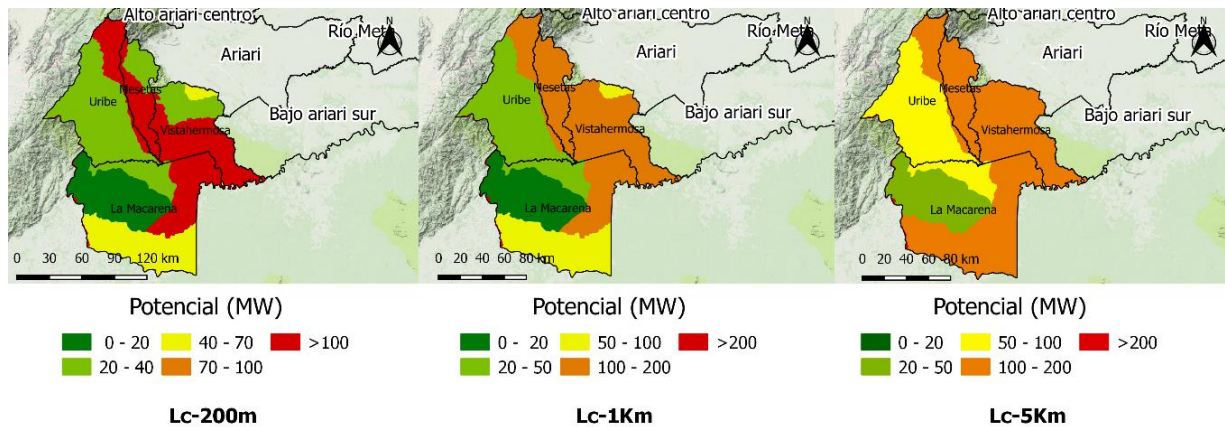 Alto ariari centro
Río Meta
N
Ariari
Mesetas
Uribe
Bajo ariari sur
Vistahermosa
La Macarena
0 30 60 90 120 km
Potencial (MW)
0 - 20 40 - 70 >100
20 - 40 70 - 100
Lc-200m
Alto ariari centro
Río Meta
N
Ariari
Mesetas
Uribe
Bajo ariari sur
Vistahermosa
La Macarena
0 20 40 60 80 km
Potencial (MW)
0 - 20 50 - 100 >200
20 - 50 100 - 200
Lc-1Km
Alto ariari centro
Río Meta
N
Ariari
Mesetas
Uribe
Bajo ariari sur
Vistahermosa
La Macarena
0 20 40 60 80 km
Potencial (MW)
0 - 20 50 - 100 >200
20 - 50 100 - 200
Lc-5Km